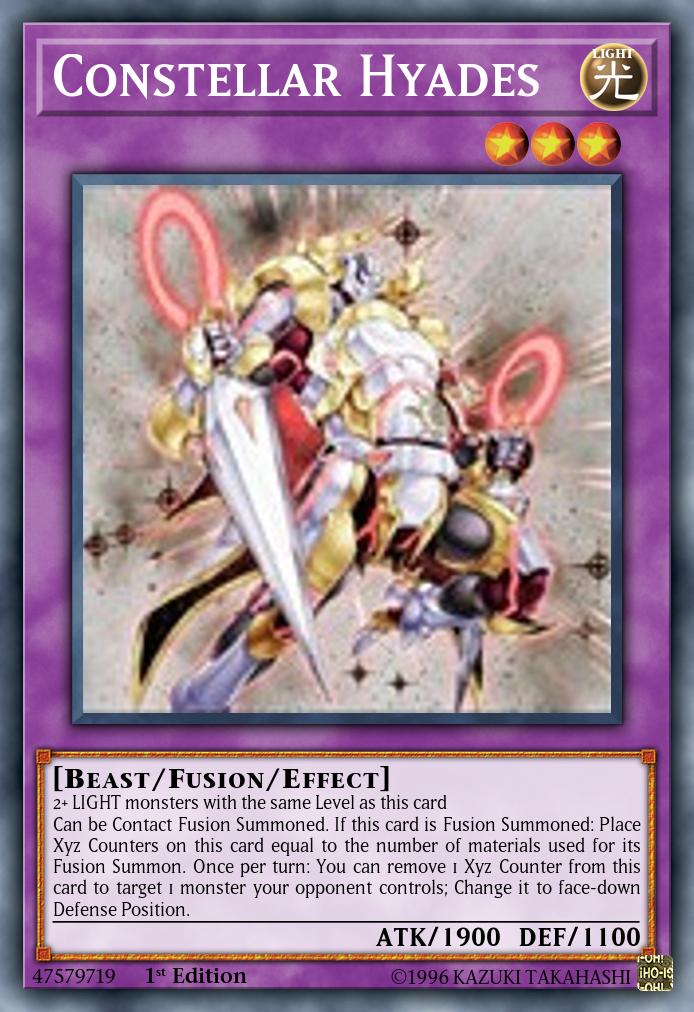 CONSTELLAR HYADES
LIGHT
光
[BEAST/FUSION/EFFECT]
2+ LIGHT monsters with the same Level as this card
Can be Contact Fusion Summoned. If this card is Fusion Summoned: Place
Xyz Counters on this card equal to the number of materials used for its
Fusion Summon. Once per turn: You can remove 1 Xyz Counter from this
card to target 1 monster your opponent controls; Change it to face-down
Defense Position.
ATK/1900 DEF/1100
47579719 1st Edition ©1996 KAZUKI TAKAHASHI